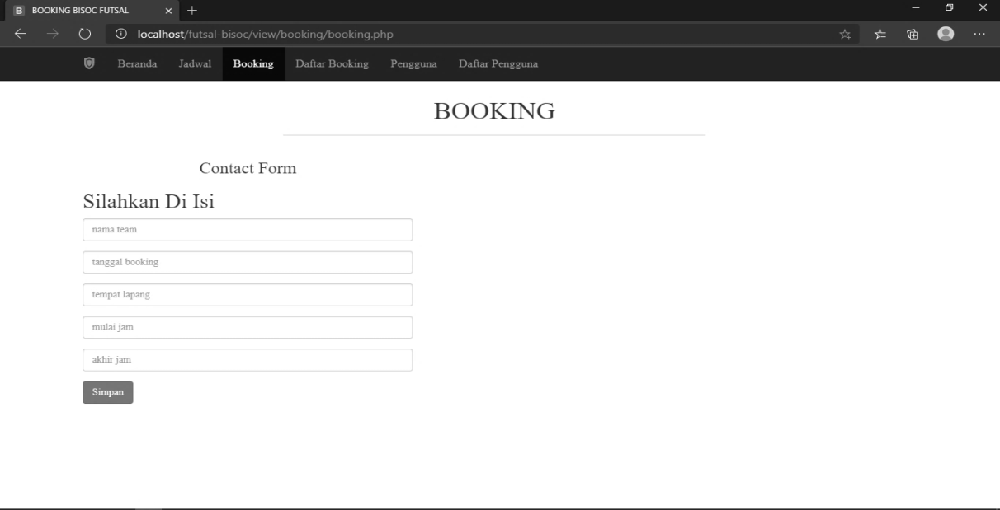 B BOOKING BISOC FUTSAL
localhost/futsal-bisoc/view/booking/booking.php
Beranda Jadwal Booking Daftar Booking Pengguna Daftar Pengguna
BOOKING
Contact Form
Silahkan Di Isi
nama team
tanggal booking
tempat lapang
mulai jam
akhir jam
Simpan